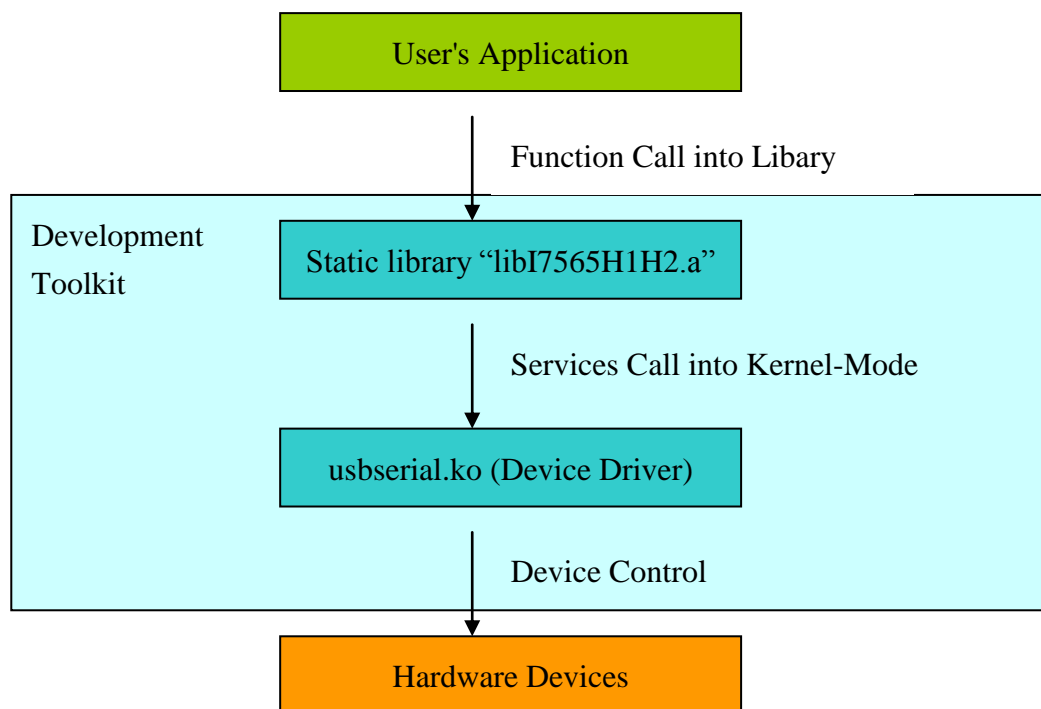 User's Application
Function Call into Libary
Development
Toolkit
Static library “libI7565H1H2.a”
Services Call into Kernel-Mode
usbserial.ko (Device Driver)
Device Control
Hardware Devices